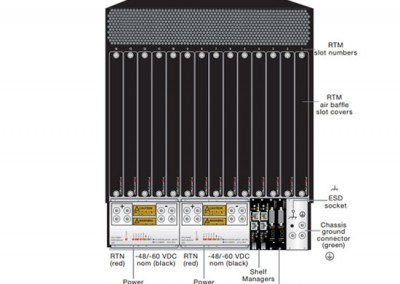 RTM
slot numbers
RTM
air baffle
slot covers
ESD
socket
Chassis
ground
connector
(green)
RTN
(red)
-48/-60 VDC
nom (black)
RTN
(red)
-48/-60 VDC
nom (black)
Shelf
Managers
Power
Power